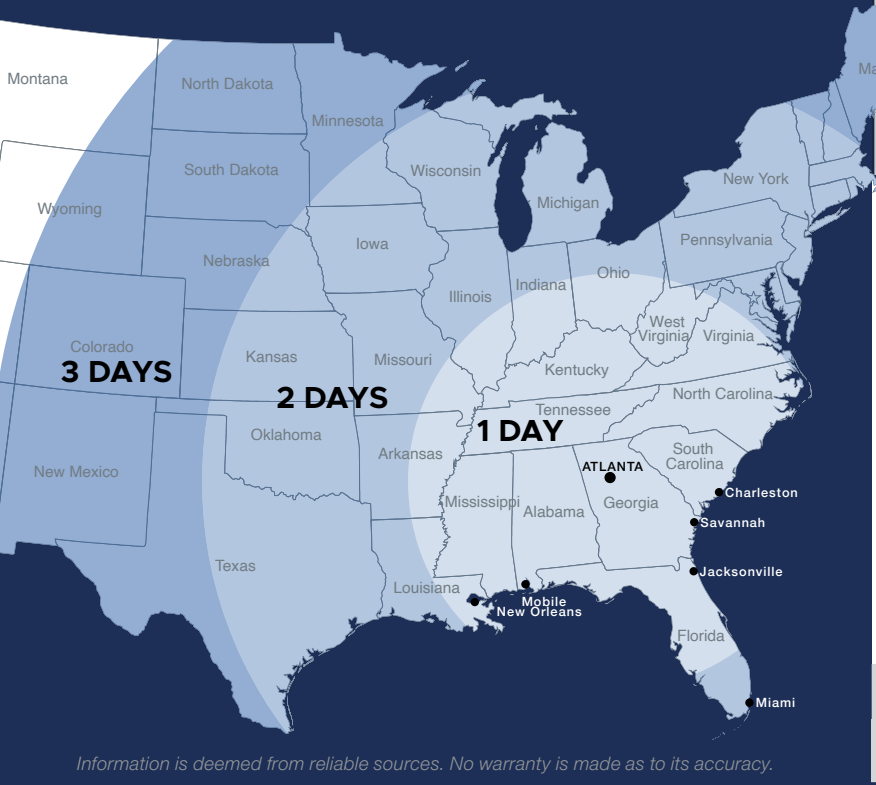 Montana
North Dakota
Minnesota
Ma
South Dakota
Wisconsin
New York
Michigan
Wyoming
Iowa
Pennsylvania
Nebraska
Ohio
Indiana
Illinois
West
Virginia
Virginia
Colorado
Kansas
Missouri
Kentucky
3 DAYS
2 DAYS
North Carolina
Tennessee
1 DAY
Oklahoma
Arkansas
South
Carolina
ATLANTA
New Mexico
Charleston
Mississippi
Georgia
Alabama
Savannah
Texas
Jacksonville
Louisiana
Mobile
New Orleans
Florida
Miami
Information is deemed from reliable sources. No warranty is made as to its accuracy.